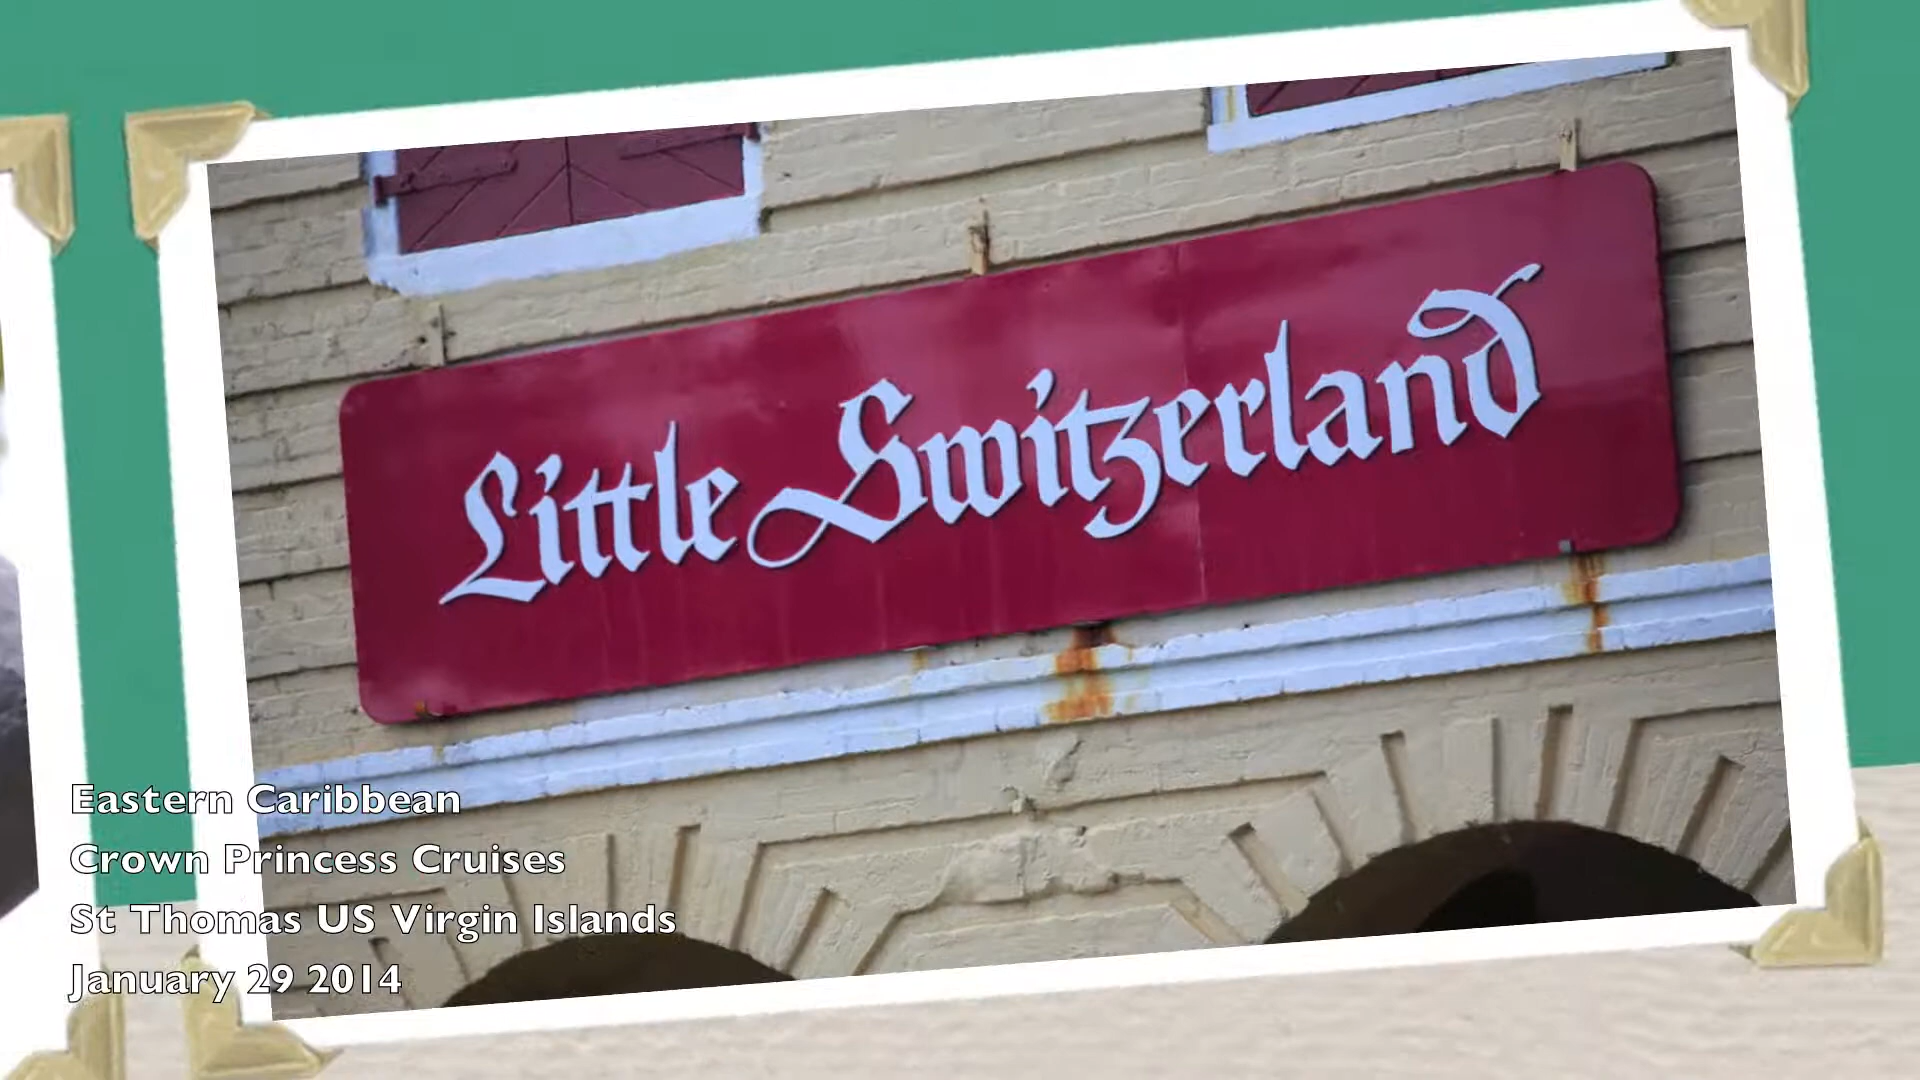 Little Switzerland
Eastern Caribbean
Crown Princess Cruises
St Thomas US Virgin Islands
January 29 2014